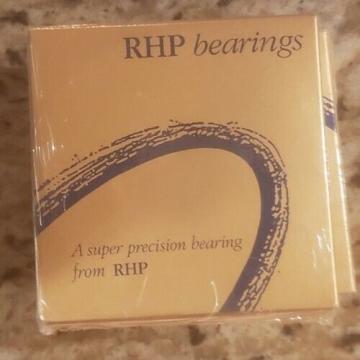 RHP bearings
A super precision bearing
from RHP